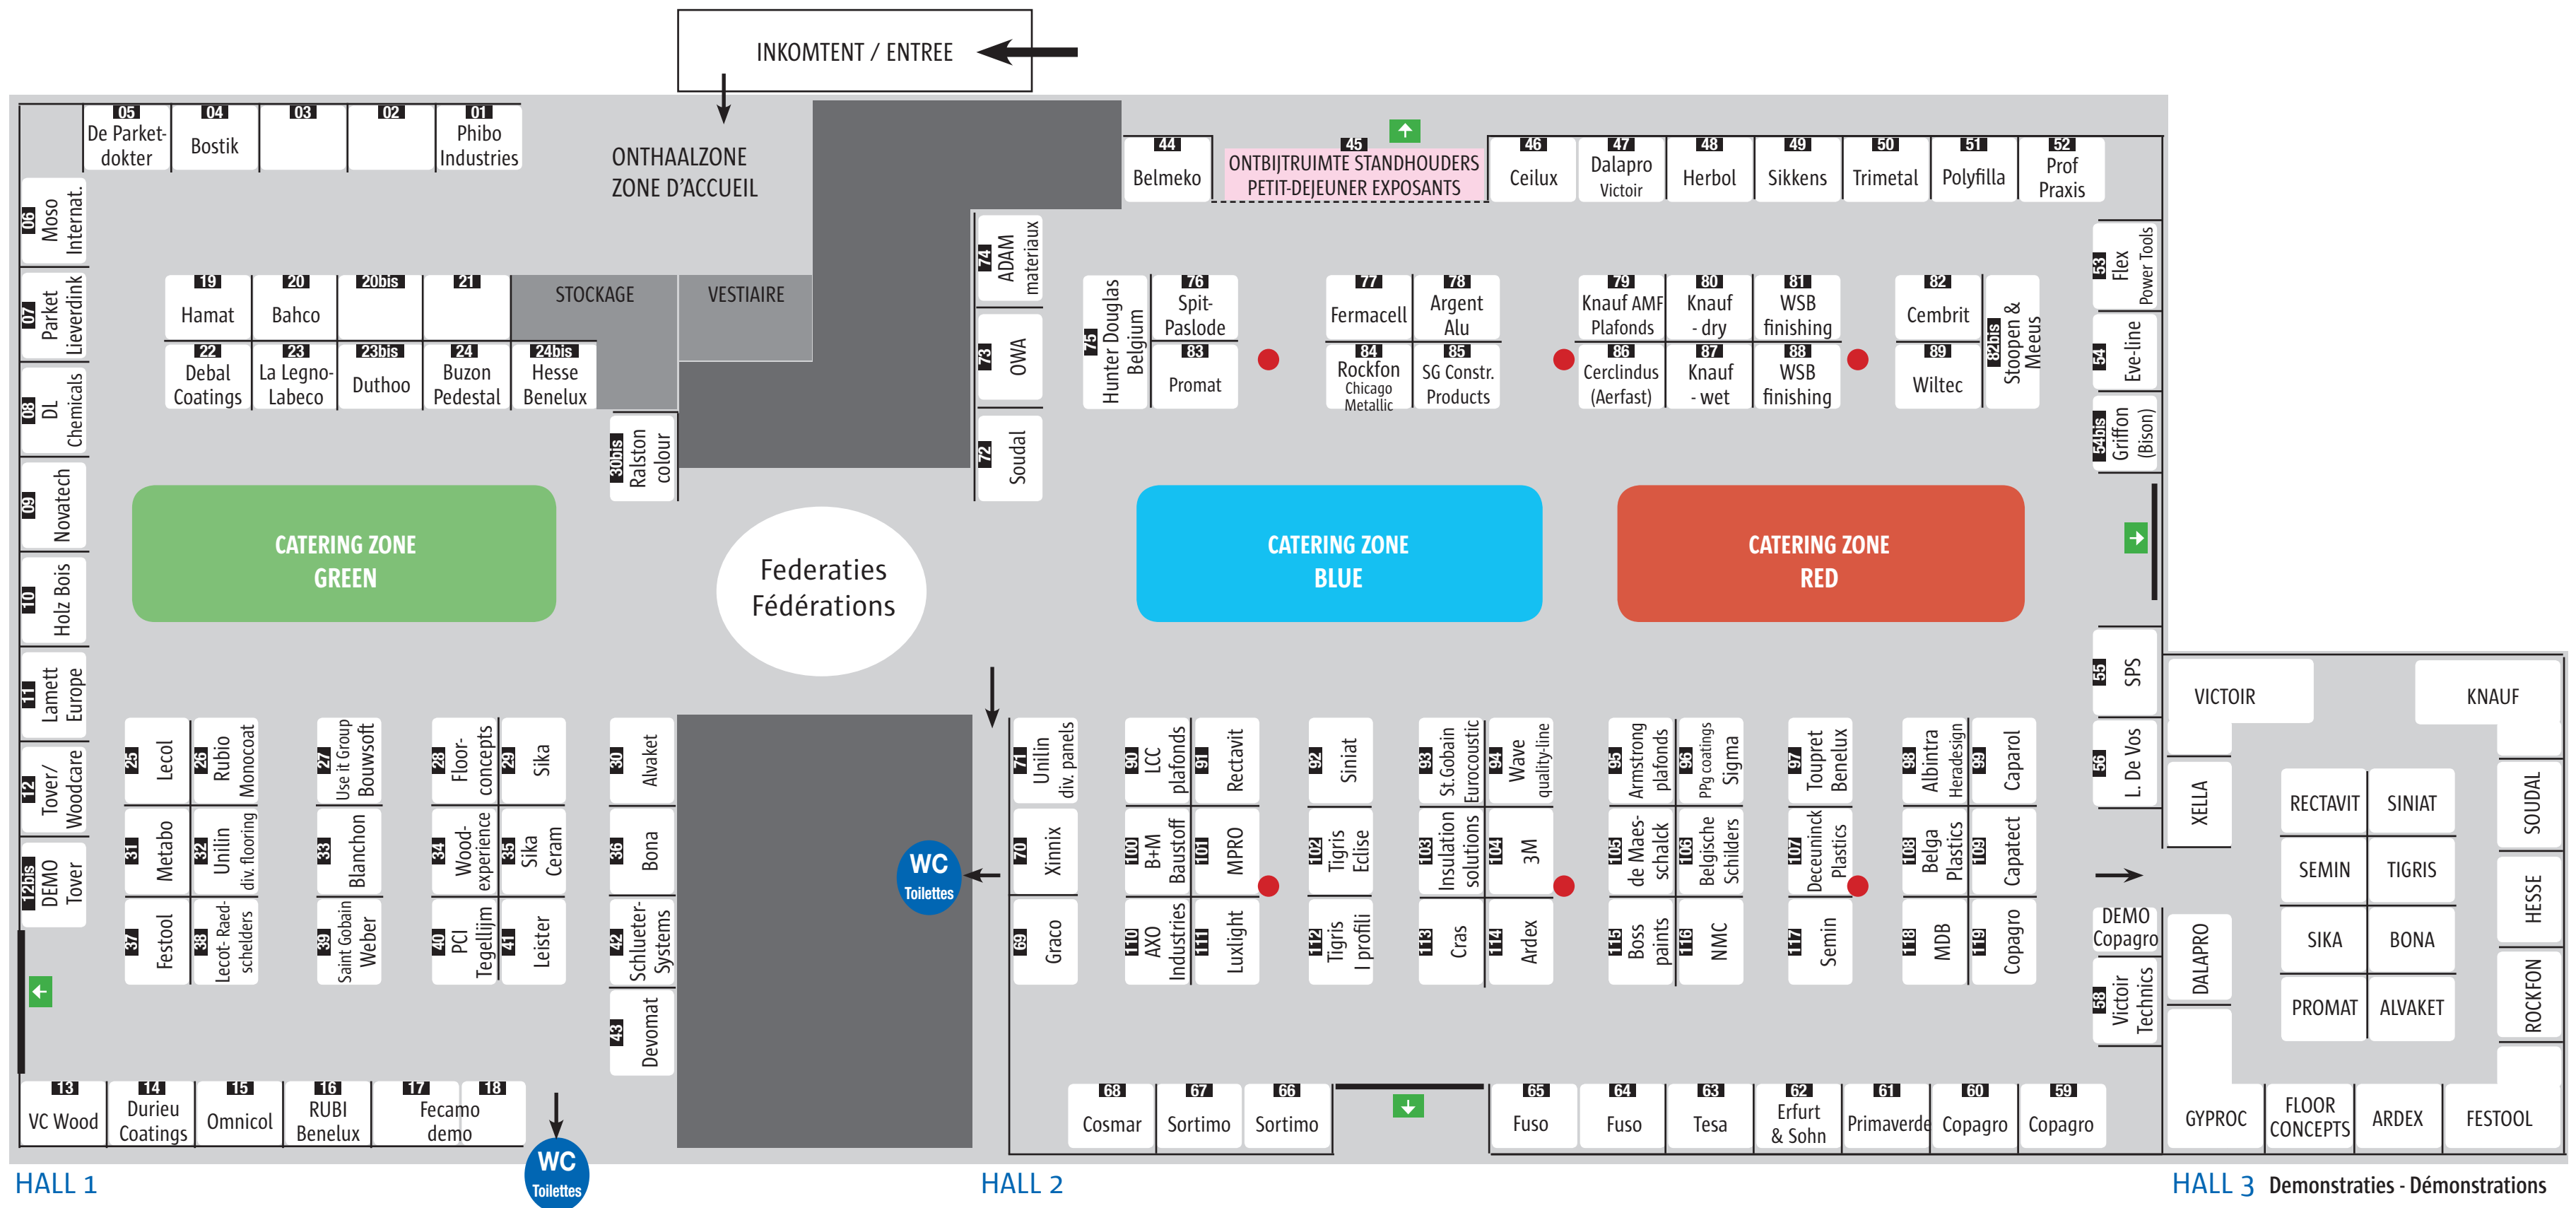 INKOMTENT / ENTREE
ONTHAALZONE
ZONE D'ACCUEIL
05
De Parket-
dokter
04
Bostik
03
02
01
Phibo
Industries
06
Moso
Internat.
07
Parket
Lieverdink
08
DL
Chemicals
09
Novatech
10
Holz Bois
11
Lamett
Europe
12
Tover/
Woodcare
12bis
DEMO
Tover
19
Hamat
20
Bahco
20bis
21
STOCKAGE
VESTIAIRE
22
Debal
Coatings
23
La Legno-
Labeco
23bis
Duthoo
24
Buzon
Pedestal
24bis
Hesse
Benelux
30bis
Ralston
colour
CATERING ZONE
GREEN
Federaties
Fédérations
25
Lecol
26
Rubio
Monocoat
27
Use it Group
Bouwsoft
28
Floor-
concepts
29
Sika
30
Alvaket
31
Metabo
32
Unilin
div. flooring
33
Blanchon
34
Wood-
experience
35
Sika
Ceram
36
Bona
37
Festool
38
Lecot- Raed-
schelders
39
Saint Gobain
Weber
40
PCI
Tegellijm
41
Leister
42
Schlueter-
Systems
43
Devomat
13
VC Wood
14
Durieu
Coatings
15
Omnicol
16
RUBI
Benelux
17
18
Fecamo
demo
WC
Toilettes
HALL 1
44
Belmeko
45
ONTBIJTRUIMTE STANDHOUDERS
PETIT-DEJEUNER EXPOSANTS
46
Ceilux
47
Dalapro
Victoir
48
Herbol
49
Sikkens
50
Trimetal
51
Polyfilla
52
Prof
Praxis
74
ADAM
materiaux
73
OWA
72
Soudal
75
Hunter Douglas
Belgium
76
Spit-
Paslode
77
Fermacell
78
Argent
Alu
79
Knauf AMF
Plafonds
80
Knauf
- dry
81
WSB
finishing
82
Cembrit
82bis
Stoopen &
Meeus
83
Promat
84
Rockfon
Chicago
Metallic
85
SG Constr.
Products
86
Cerclindus
(Aerfast)
87
Knauf
- wet
88
WSB
finishing
89
Wiltec
53
Flex
Power Tools
54
Eve-line
54bis
Griffon
(Bison)
CATERING ZONE
BLUE
CATERING ZONE
RED
55
SPS
56
L. De Vos
71
Unilin
div. panels
90
LCC
plafonds
91
Rectavit
92
Siniat
93
St.Gobain
Eurocoustic
94
Wave
quality-line
95
Armstrong
plafonds
96
PPg coatings
Sigma
97
Toupret
Benelux
98
Albintra
Heradesign
99
Caparol
70
Xinnix
100
B+M
Baustoff
101
MPRO
102
Tigris
Eclise
103
Insulation
solutions
104
3M
105
de Maes-
schalck
106
Belgische
Schilders
107
Deceuninck
Plastics
108
Belga
Plastics
109
Capatect
69
Graco
110
AXO
Industries
111
Luxlight
112
Tigris
I profili
113
Cras
114
Ardex
115
Boss
paints
116
NMC
117
Semin
118
MDB
119
Copagro
WC
Toilettes
DEMO
Copagro
58
Victoir
Technics
68
Cosmar
67
Sortimo
66
Sortimo
65
Fuso
64
Fuso
63
Tesa
62
Erfurt
& Sohn
61
Primaverde
60
Copagro
59
Copagro
HALL 2
VICTOIR
KNAUF
XELLA
RECTAVIT
SINIAT
SOUDAL
SEMIN
TIGRIS
HESSE
DALAPRO
SIKA
BONA
ROCKFON
PROMAT
ALVAKET
GYPROC
FLOOR
CONCEPTS
ARDEX
FESTOOL
HALL 3 Demonstraties - Démonstrations